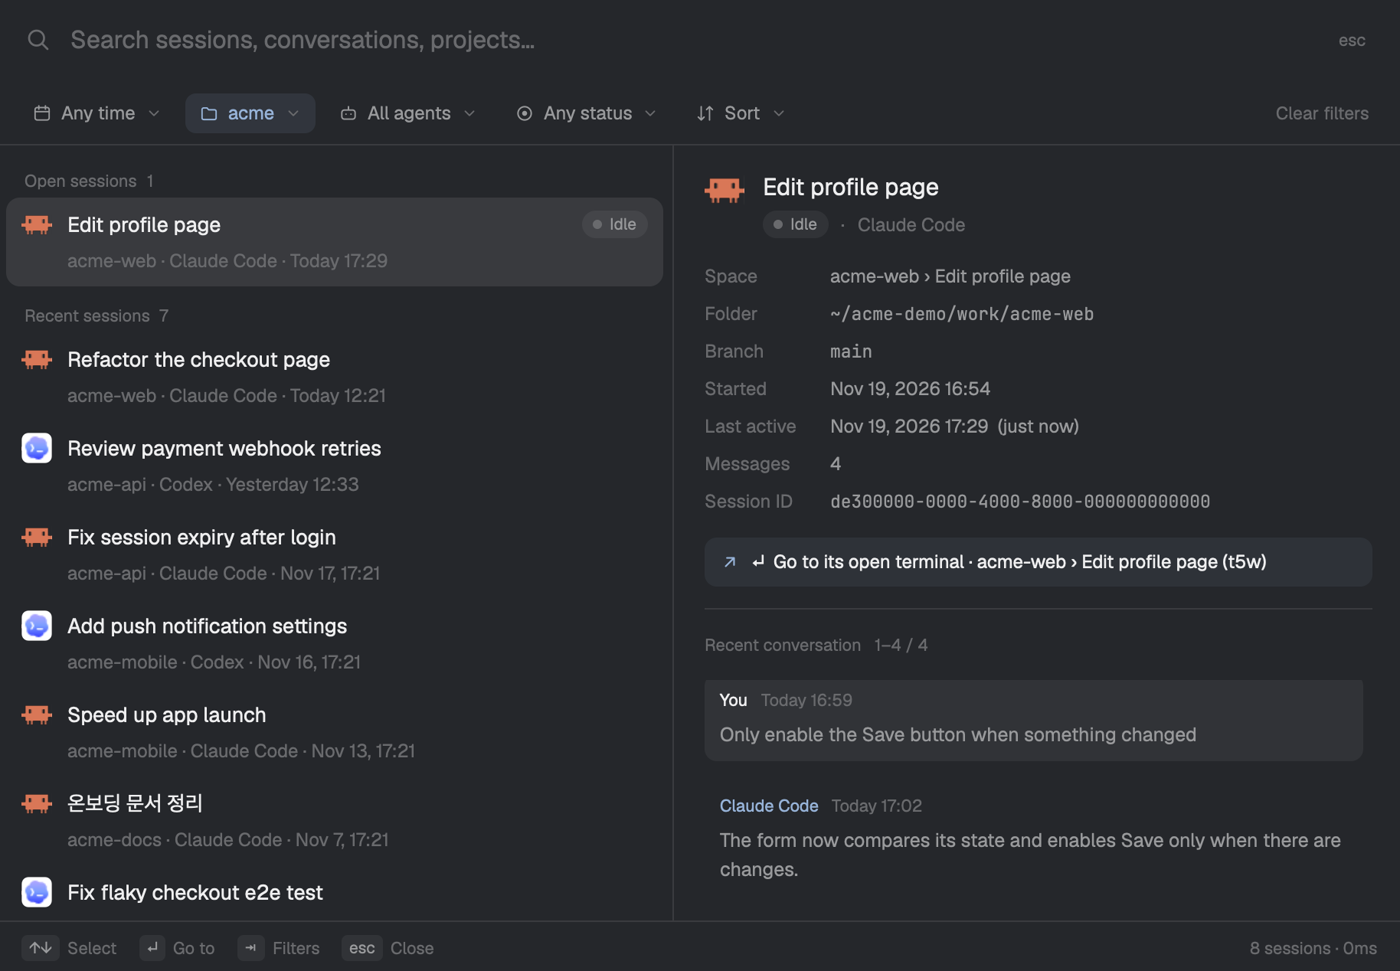 Search sessions, conversations, projects...
esc
Any time
acme
All agents
Any status
Sort
Clear filters
Open sessions 1
Edit profile page
Idle
acme-web · Claude Code · Today 17:29
Recent sessions 7
Refactor the checkout page
acme-web · Claude Code · Today 12:21
Review payment webhook retries
acme-api · Codex · Yesterday 12:33
Fix session expiry after login
acme-api · Claude Code · Nov 17, 17:21
Add push notification settings
acme-mobile · Codex · Nov 16, 17:21
Speed up app launch
acme-mobile · Claude Code · Nov 13, 17:21
온보딩 문서 정리
acme-docs · Claude Code · Nov 7, 17:21
Fix flaky checkout e2e test
Edit profile page
Idle · Claude Code
Space acme-web › Edit profile page
Folder ~/acme-demo/work/acme-web
Branch main
Started Nov 19, 2026 16:54
Last active Nov 19, 2026 17:29 (just now)
Messages 4
Session ID de300000-0000-4000-8000-000000000000
↗ ↵ Go to its open terminal · acme-web › Edit profile page (t5w)
Recent conversation 1–4 / 4
You Today 16:59
Only enable the Save button when something changed
Claude Code Today 17:02
The form now compares its state and enables Save only when there are
changes.
↑↓ Select ↵ Go to ⇥ Filters esc Close
8 sessions · 0ms